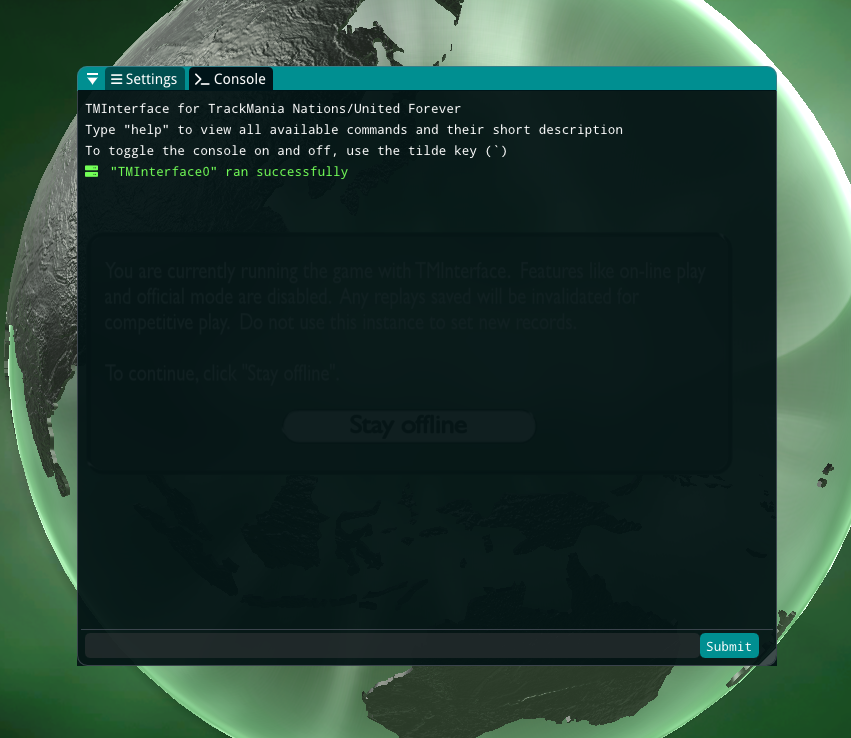 Settings
Console
TMInterface for TrackMania Nations/United Forever
Type "help" to view all available commands and their short description
To toggle the console on and off, use the tilde key (`)
"TMInterface0" ran successfully
You are currently running the game with TMInterface. Features like on-line play
and official mode are disabled. Any replays saved will be invalidated for
competitive play. Do not use this instance to set new records.
To continue, click "Stay offline".
Stay offline
Submit